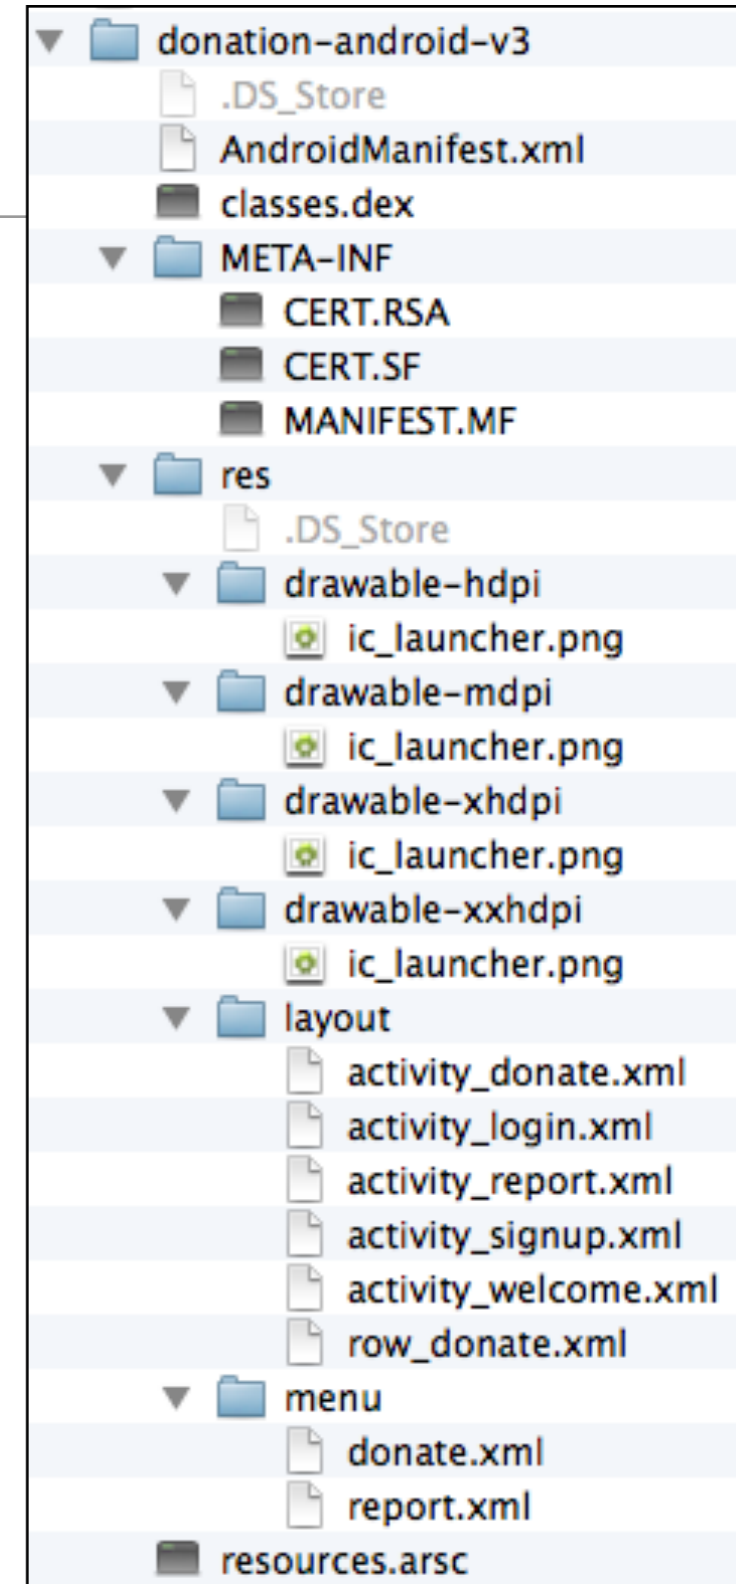 donation-android-v3
.DS_Store
AndroidManifest.xml
classes.dex
META-INF
CERT.RSA
CERT.SF
MANIFEST.MF
res
.DS_Store
drawable-hdpi
ic_launcher.png
drawable-mdpi
ic_launcher.png
drawable-xhdpi
ic_launcher.png
drawable-xxhdpi
ic_launcher.png
layout
activity_donate.xml
activity_login.xml
activity_report.xml
activity_signup.xml
activity_welcome.xml
row_donate.xml
menu
donate.xml
report.xml
resources.arsc